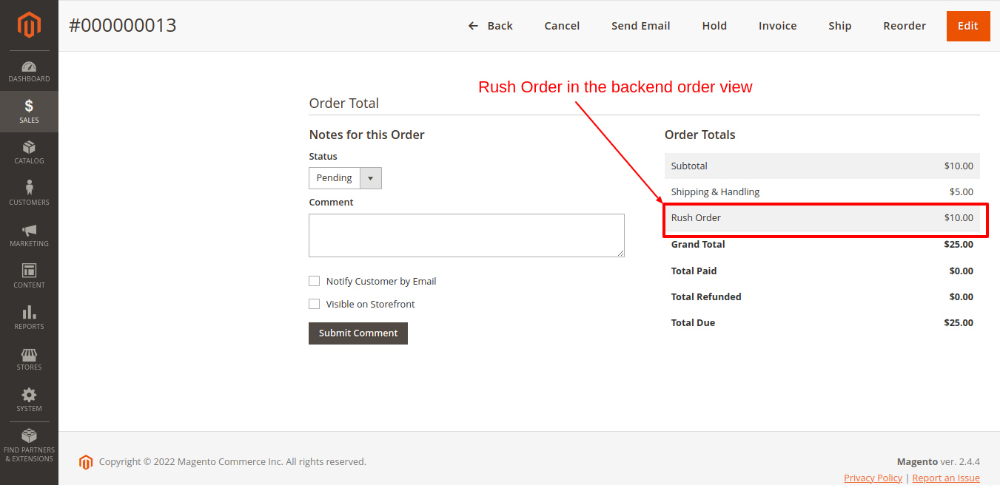 #000000013
Back
Cancel
Send Email
Hold
Invoice
Ship
Reorder
Edit
DASHBOARD
SALES
CATALOG
CUSTOMERS
MARKETING
CONTENT
REPORTS
STORES
SYSTEM
FIND PARTNERS
& EXTENSIONS
Rush Order in the backend order view
Order Total
Notes for this Order
Status
Pending
Comment
Notify Customer by Email
Visible on Storefront
Submit Comment
Order Totals
Subtotal $10.00
Shipping & Handling $5.00
Rush Order $10.00
Grand Total $25.00
Total Paid $0.00
Total Refunded $0.00
Total Due $25.00
Copyright © 2022 Magento Commerce Inc. All rights reserved.
Magento ver. 2.4.4
Privacy Policy | Report an Issue